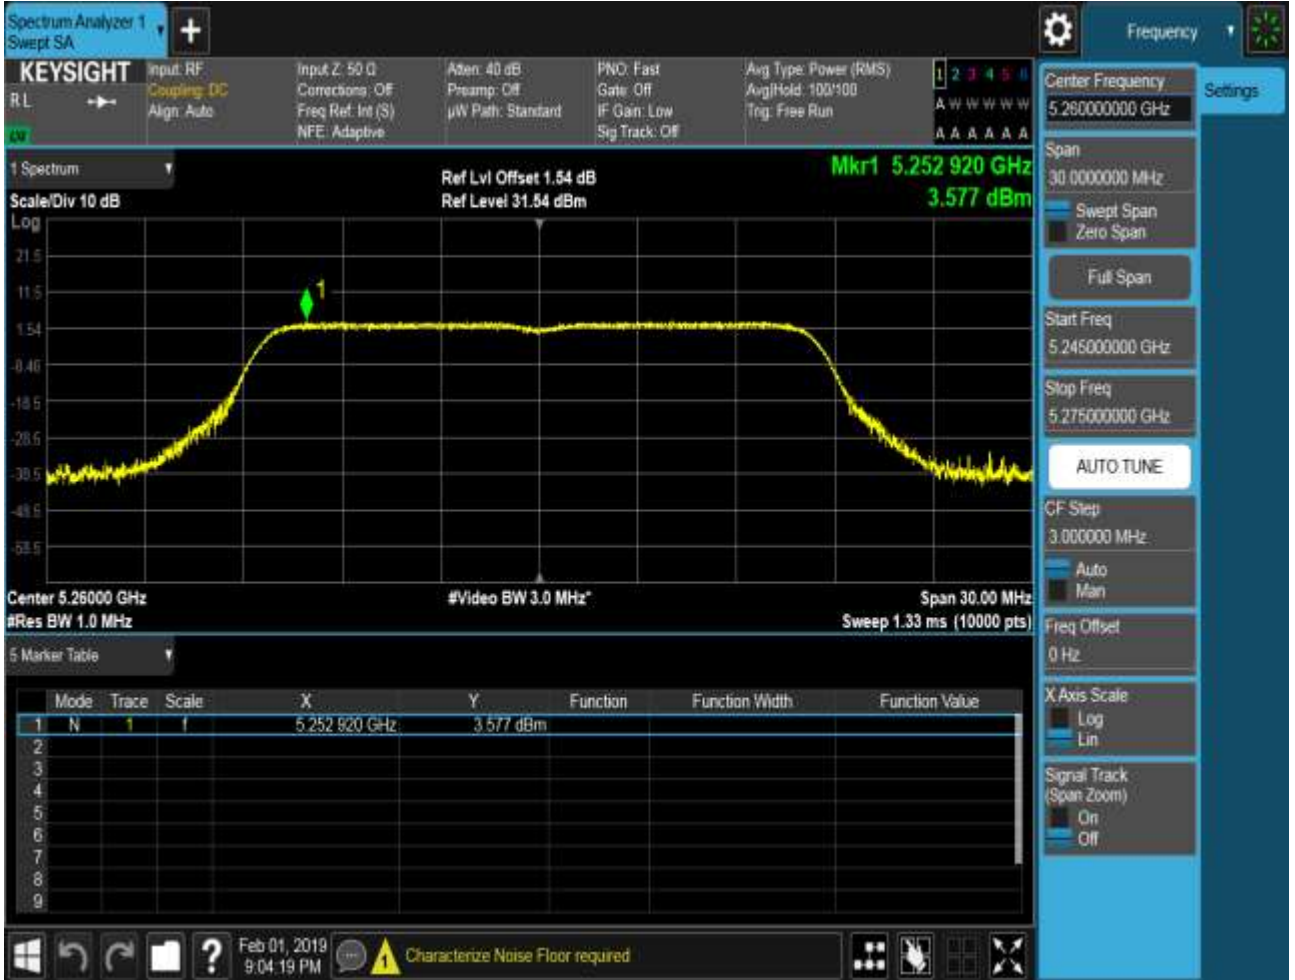 Spectrum Analyzer 1
Swept SA
Frequency
KEYSIGHT
RL
Input: RF
Coupling: DC
Align: Auto
Input Z: 50 Ω
Corrections: Off
Freq Ref: Int (S)
NFE: Adaptive
Atten: 40 dB
Preamp: Off
µW Path: Standard
PNO: Fast
Gate: Off
IF Gain: Low
Sig Track: Off
Avg Type: Power (RMS)
Avg|Hold: 100/100
Trig: Free Run
1 2 3 4 5 6
A W W W W W
A A A A A A
1 Spectrum
Scale/Div 10 dB
Ref Lvl Offset 1.54 dB
Ref Level 31.54 dBm
Mkr1 5.252 920 GHz
3.577 dBm
Log
21.5
11.5
1.54
-8.46
-18.5
-28.5
-38.5
-48.5
-58.5
1
Center 5.26000 GHz
#Res BW 1.0 MHz
#Video BW 3.0 MHz*
Span 30.00 MHz
Sweep 1.33 ms (10000 pts)
5 Marker Table
Mode Trace Scale X Y Function Function Width Function Value
1 N 1 f 5.252 920 GHz 3.577 dBm
2
3
4
5
6
7
8
9
Feb 01, 2019
9:04:19 PM
1
Characterize Noise Floor required
Settings
Center Frequency
5.260000000 GHz
Span
30.0000000 MHz
Swept Span
Zero Span
Full Span
Start Freq
5.245000000 GHz
Stop Freq
5.275000000 GHz
AUTO TUNE
CF Step
3.000000 MHz
Auto
Man
Freq Offset
0 Hz
X Axis Scale
Log
Lin
Signal Track
(Span Zoom)
On
Off